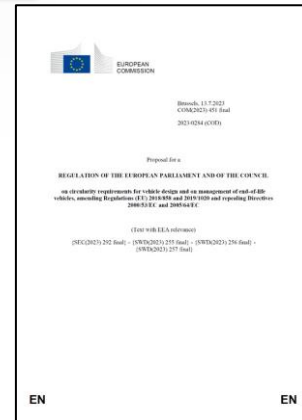 EUROPEAN
COMMISSION
Brussels, 13.7.2023
COM(2023) 451 final
2023/0284 (COD)
Proposal for a
REGULATION OF THE EUROPEAN PARLIAMENT AND OF THE COUNCIL
on circularity requirements for vehicle design and on management of end-of-life
vehicles, amending Regulations (EU) 2018/858 and 2019/1020 and repealing Directives
2000/53/EC and 2005/64/EC
(Text with EEA relevance)
{SEC(2023) 292 final} - {SWD(2023) 255 final} - {SWD(2023) 256 final} -
{SWD(2023) 257 final}
EN EN